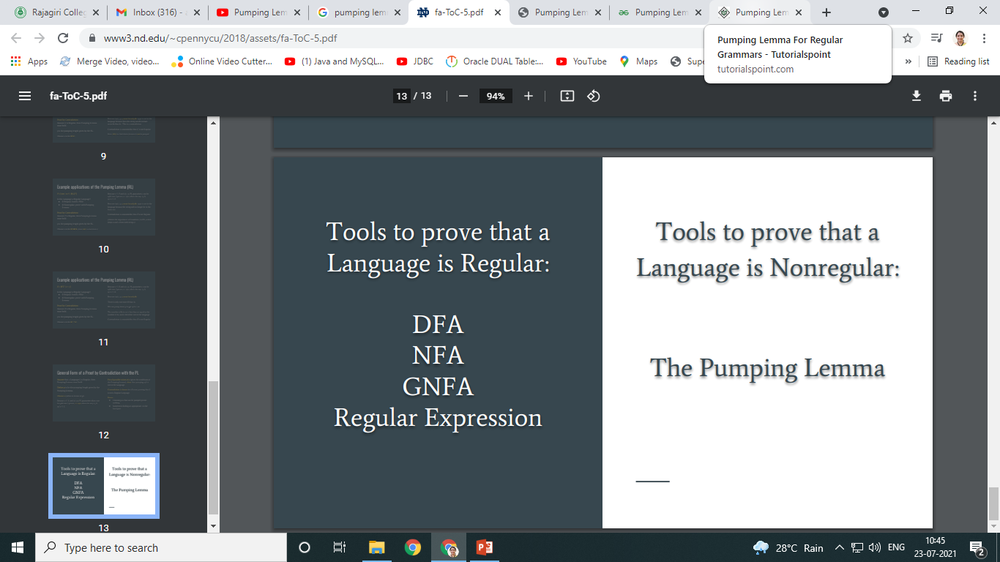 Rajagiri Colleg
Inbox (316) - a
Pumping Lem
pumping lem
fa-ToC-5.pdf
Pumping Lem
Pumping Lem
Pumping Lem
www3.nd.edu/~cpennycu/2018/assets/fa-ToC-5.pdf
Pumping Lemma For Regular
Grammars - Tutorialspoint
tutorialspoint.com
Apps
Merge Video, video...
Online Video Cutter...
(1) Java and MySQL...
JDBC
Oracle DUAL Table:...
YouTube
Maps
Supe
»
Reading list
fa-ToC-5.pdf
13 / 13
94%
9
Example applications of the Pumping Lemma (RL)
10
Example applications of the Pumping Lemma (RL)
11
General Form of a Proof by Contradiction with the PL
12
Tools to prove that a
Language is Regular:
DFA
NFA
GNFA
Regular Expression
Tools to prove that a
Language is Nonregular:
The Pumping Lemma
13
Tools to prove that a
Language is Regular:
DFA
NFA
GNFA
Regular Expression
Tools to prove that a
Language is Nonregular:
The Pumping Lemma
Type here to search
28°C Rain
ENG
10:45
23-07-2021
2